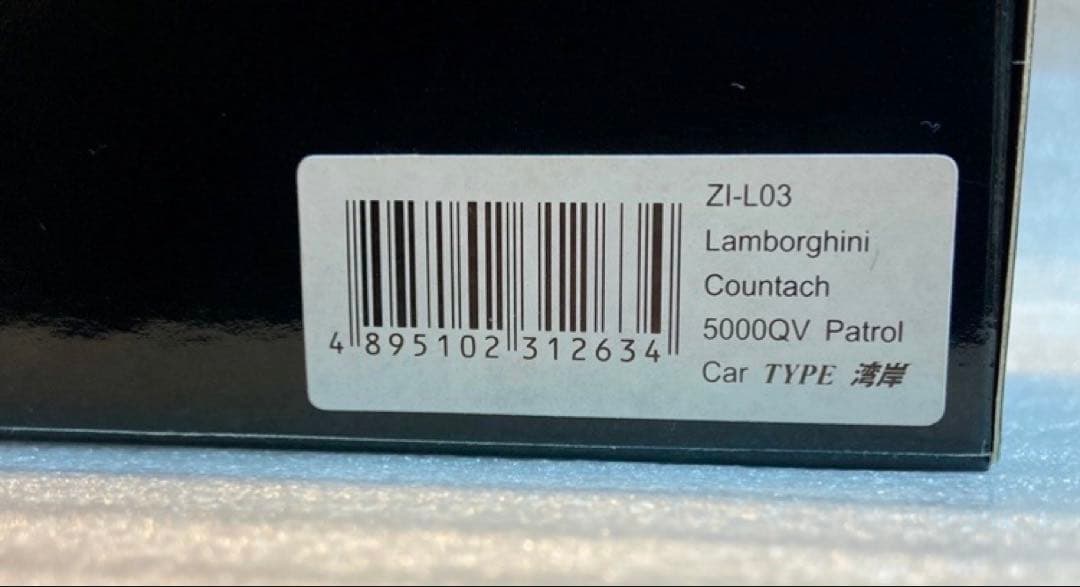 ZI-L03
Lamborghini
Countach
5000QV Patrol
Car TYPE 湾岸
4 895102 312634